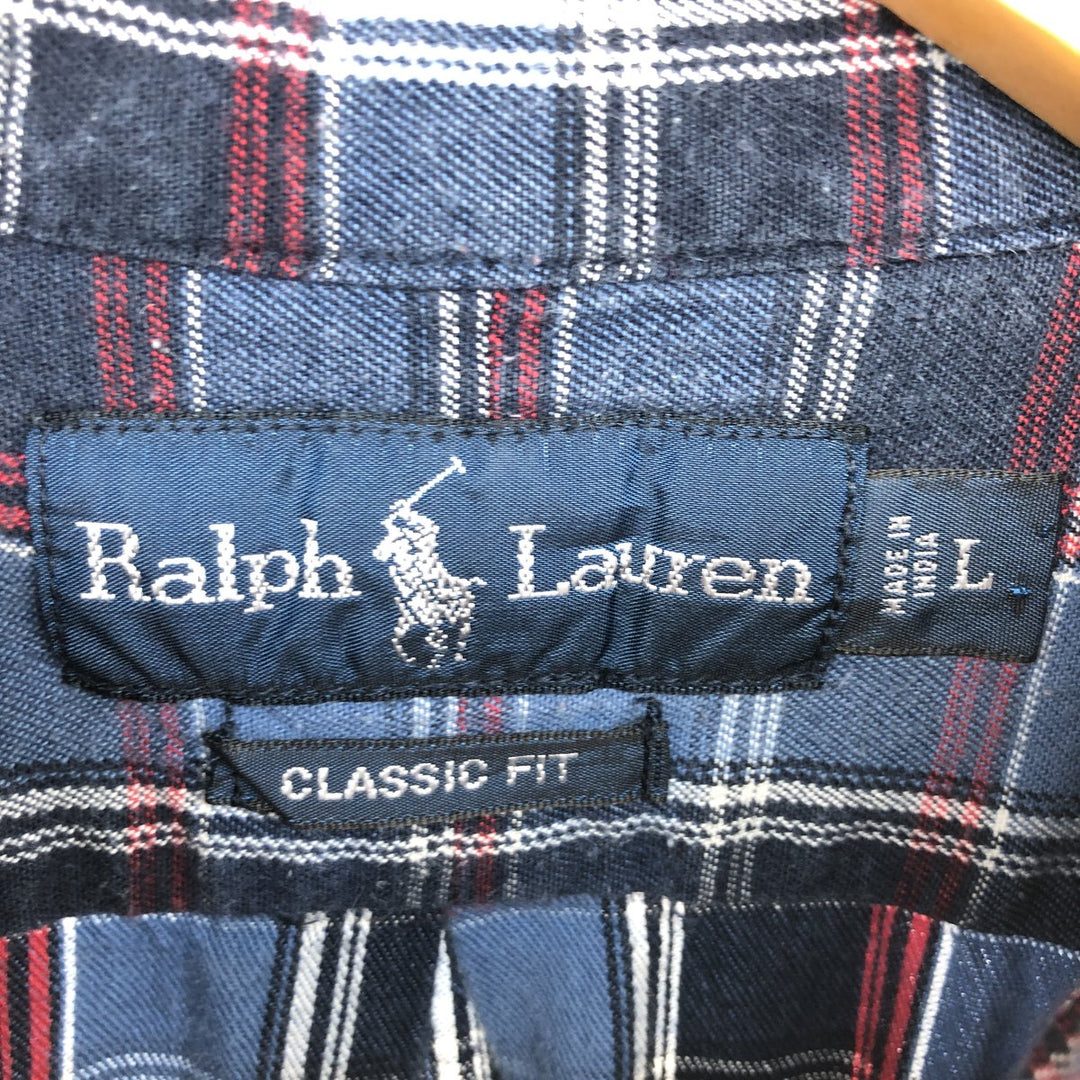 Ralph Lauren
MADE IN
INDIA
L
CLASSIC FIT